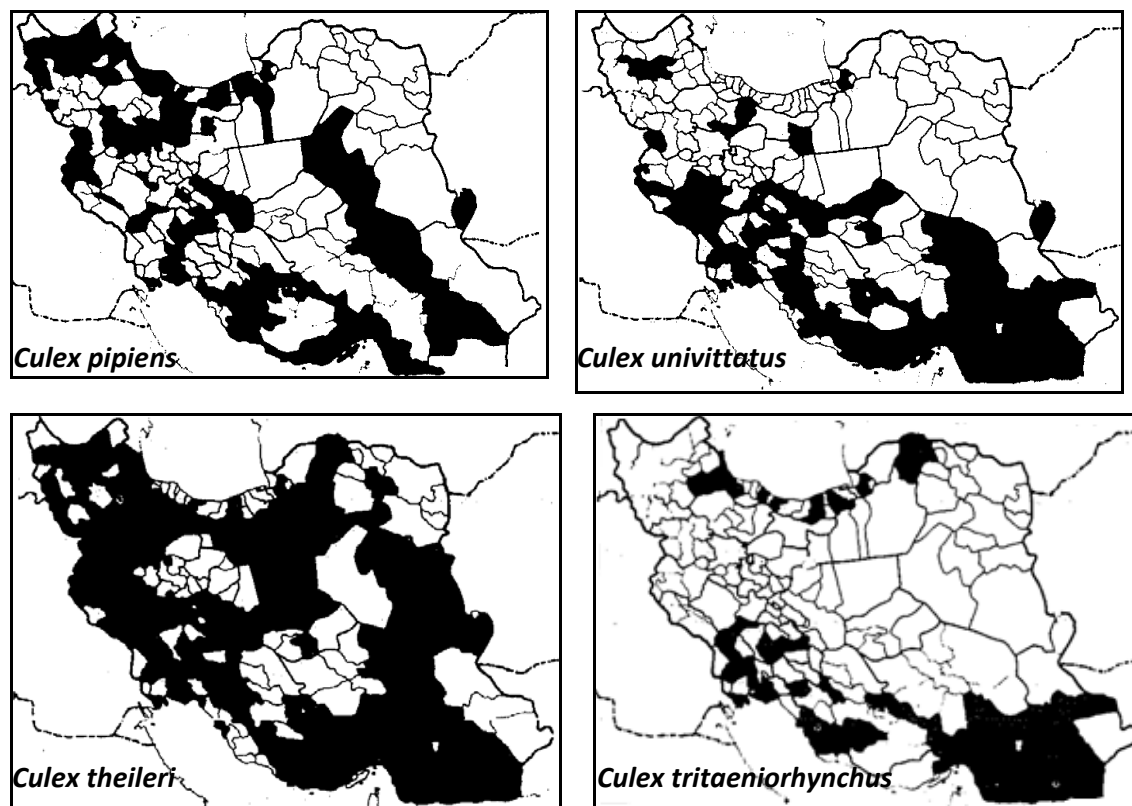 Culex pipiens
Culex univittatus
Culex theileri
Culex tritaeniorhynchus